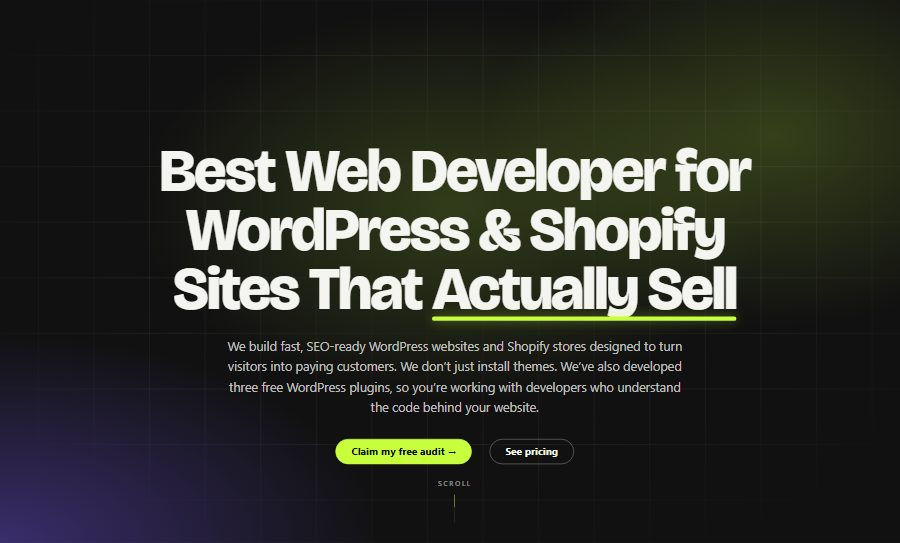 Best Web Developer for
WordPress & Shopify
Sites That Actually Sell
We build fast, SEO-ready WordPress websites and Shopify stores designed to turn
visitors into paying customers. We don't just install themes. We've also developed
three free WordPress plugins, so you're working with developers who understand
the code behind your website.
Claim my free audit →
See pricing
SCROLL